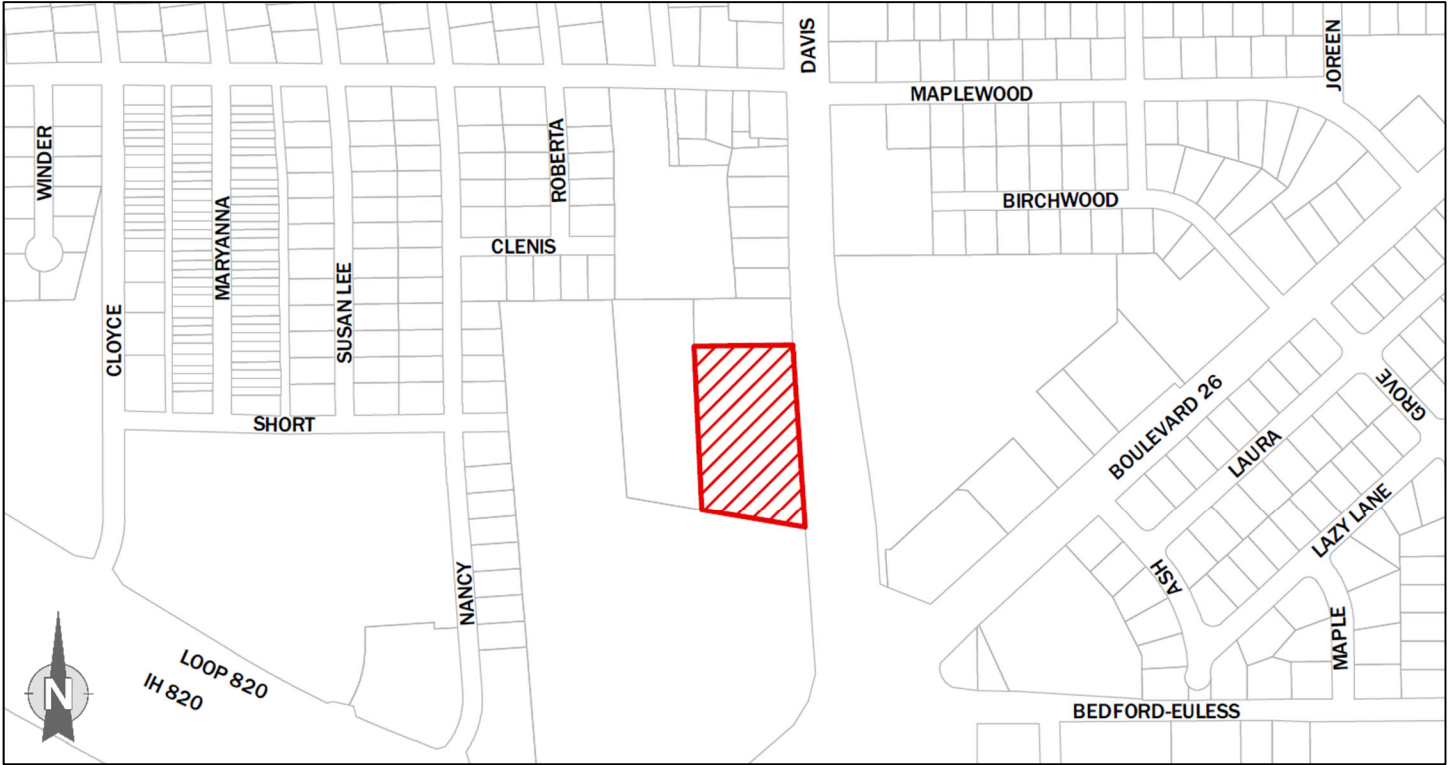 DAVIS
JOREEN
MAPLEWOOD
WINDER
ROBERTA
BIRCHWOOD
MARYANNA
CLENIS
SUSAN LEE
CLOYCE
GROVE
BOULEVARD 26
SHORT
LAURA
LAZY LANE
ASH
NANCY
MAPLE
LOOP 820
IH 820
N
BEDFORD-EULESS